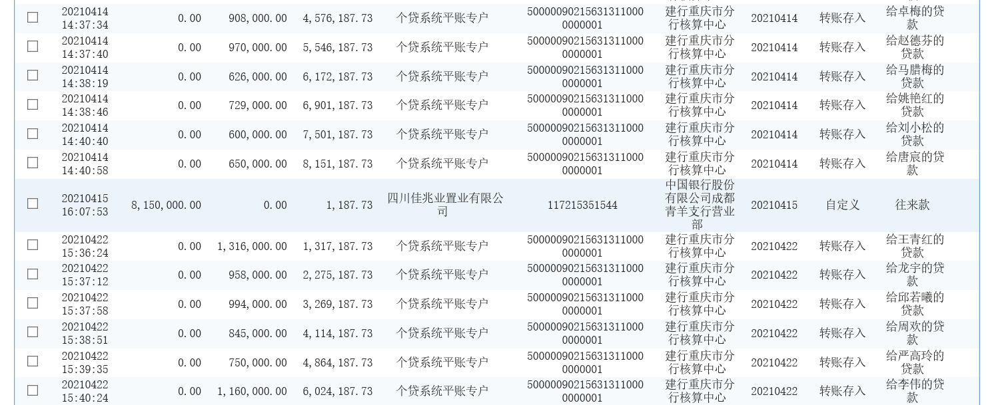 20210414
14:37:34 0.00 908,000.00 4,576,187.73 个贷系统平账专户 50000090215631311000
0000001 建行重庆市分
行核算中心 20210414 转账存入 给卓梅的贷
款
20210414
14:37:40 0.00 970,000.00 5,546,187.73 个贷系统平账专户 50000090215631311000
0000001 建行重庆市分
行核算中心 20210414 转账存入 给赵德芬的
贷款
20210414
14:38:19 0.00 626,000.00 6,172,187.73 个贷系统平账专户 50000090215631311000
0000001 建行重庆市分
行核算中心 20210414 转账存入 给马腊梅的
贷款
20210414
14:38:46 0.00 729,000.00 6,901,187.73 个贷系统平账专户 50000090215631311000
0000001 建行重庆市分
行核算中心 20210414 转账存入 给姚艳红的
贷款
20210414
14:40:40 0.00 600,000.00 7,501,187.73 个贷系统平账专户 50000090215631311000
0000001 建行重庆市分
行核算中心 20210414 转账存入 给刘小松的
贷款
20210414
14:40:58 0.00 650,000.00 8,151,187.73 个贷系统平账专户 50000090215631311000
0000001 建行重庆市分
行核算中心 20210414 转账存入 给唐宸的贷
款
20210415
16:07:53 8,150,000.00 0.00 1,187.73 四川佳兆业置业有限公
司 117215351544 中国银行股份
有限公司成都
青羊支行营业
部 20210415 自定义 往来款
20210422
15:36:24 0.00 1,316,000.00 1,317,187.73 个贷系统平账专户 50000090215631311000
0000001 建行重庆市分
行核算中心 20210422 转账存入 给王青红的
贷款
20210422
15:37:12 0.00 958,000.00 2,275,187.73 个贷系统平账专户 50000090215631311000
0000001 建行重庆市分
行核算中心 20210422 转账存入 给龙宇的贷
款
20210422
15:37:58 0.00 994,000.00 3,269,187.73 个贷系统平账专户 50000090215631311000
0000001 建行重庆市分
行核算中心 20210422 转账存入 给邱若曦的
贷款
20210422
15:38:51 0.00 845,000.00 4,114,187.73 个贷系统平账专户 50000090215631311000
0000001 建行重庆市分
行核算中心 20210422 转账存入 给周欢的贷
款
20210422
15:39:35 0.00 750,000.00 4,864,187.73 个贷系统平账专户 50000090215631311000
0000001 建行重庆市分
行核算中心 20210422 转账存入 给严高玲的
贷款
20210422
15:40:24 0.00 1,160,000.00 6,024,187.73 个贷系统平账专户 50000090215631311000
0000001 建行重庆市分
行核算中心 20210422 转账存入 给李伟的贷
款